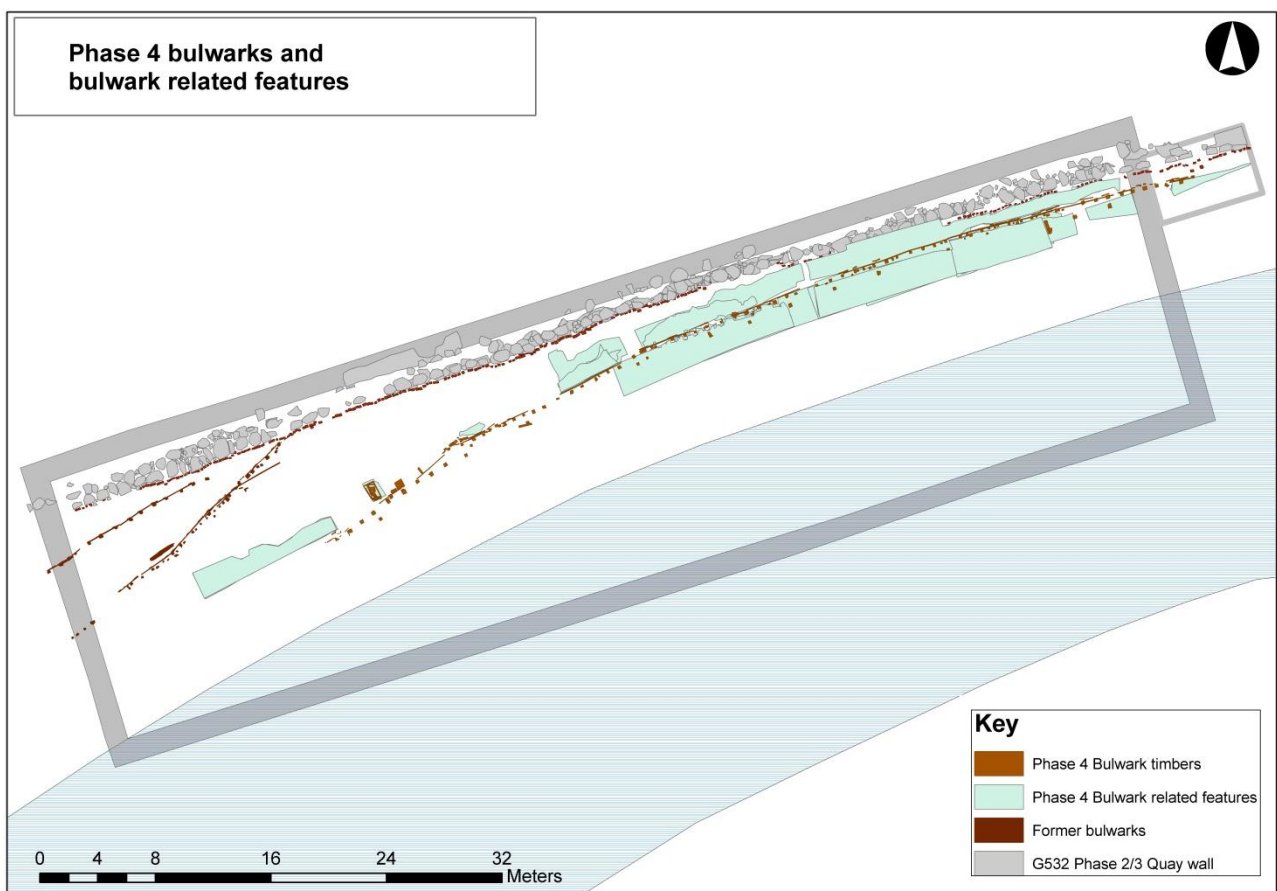 Phase 4 bulwarks and
bulwark related features
Key
Phase 4 Bulwark timbers
Phase 4 Bulwark related features
Former bulwarks
G532 Phase 2/3 Quay wall
0 4 8 16 24 32
Meters